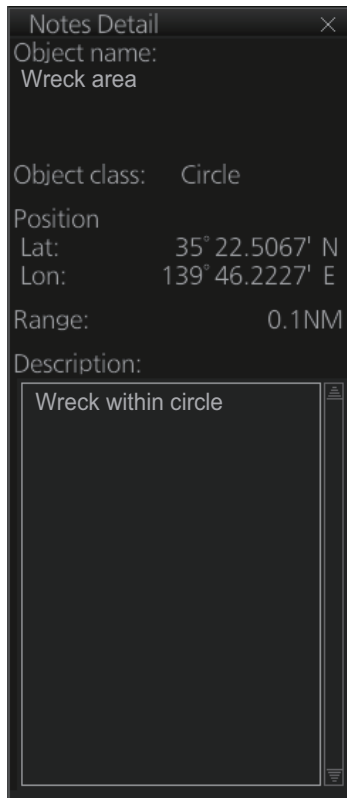 Notes Detail
Object name:
Wreck area
Object class: Circle
Position
Lat: 35°22.5067' N
Lon: 139°46.2227' E
Range: 0.1NM
Description:
Wreck within circle